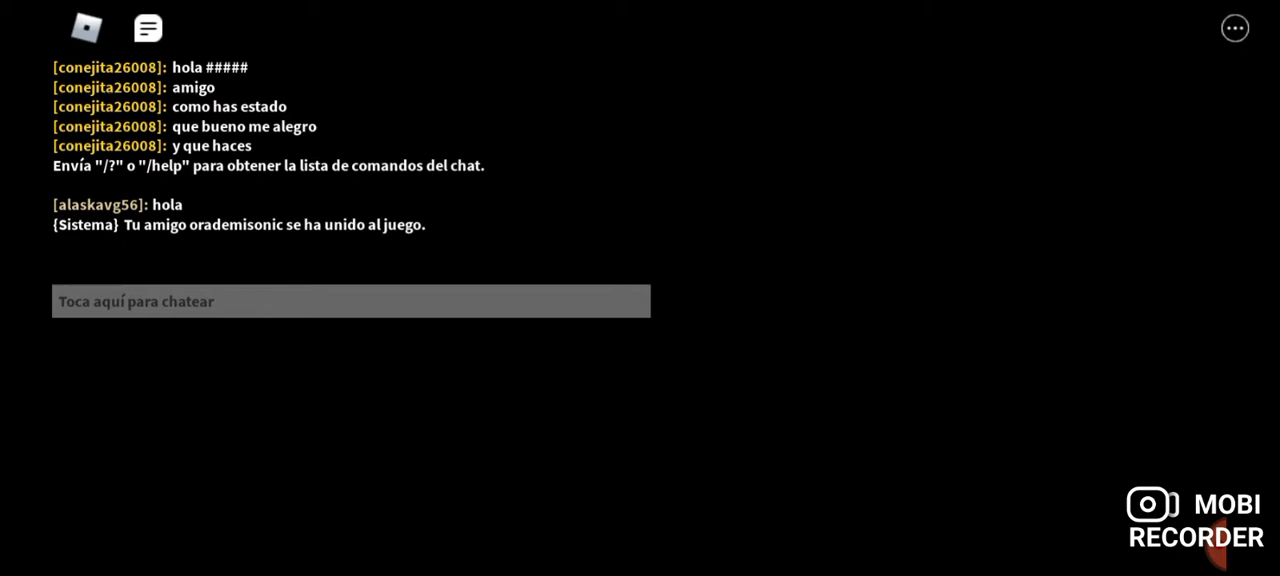 [conejita26008]: hola #####
[conejita26008]: amigo
[conejita26008]: como has estado
[conejita26008]: que bueno me alegro
[conejita26008]: y que haces
Envía "/?" o "/help" para obtener la lista de comandos del chat.
[alaskavg56]: hola
{Sistema} Tu amigo orademisonic se ha unido al juego.
Toca aquí para chatear
MOBI
RECORDER